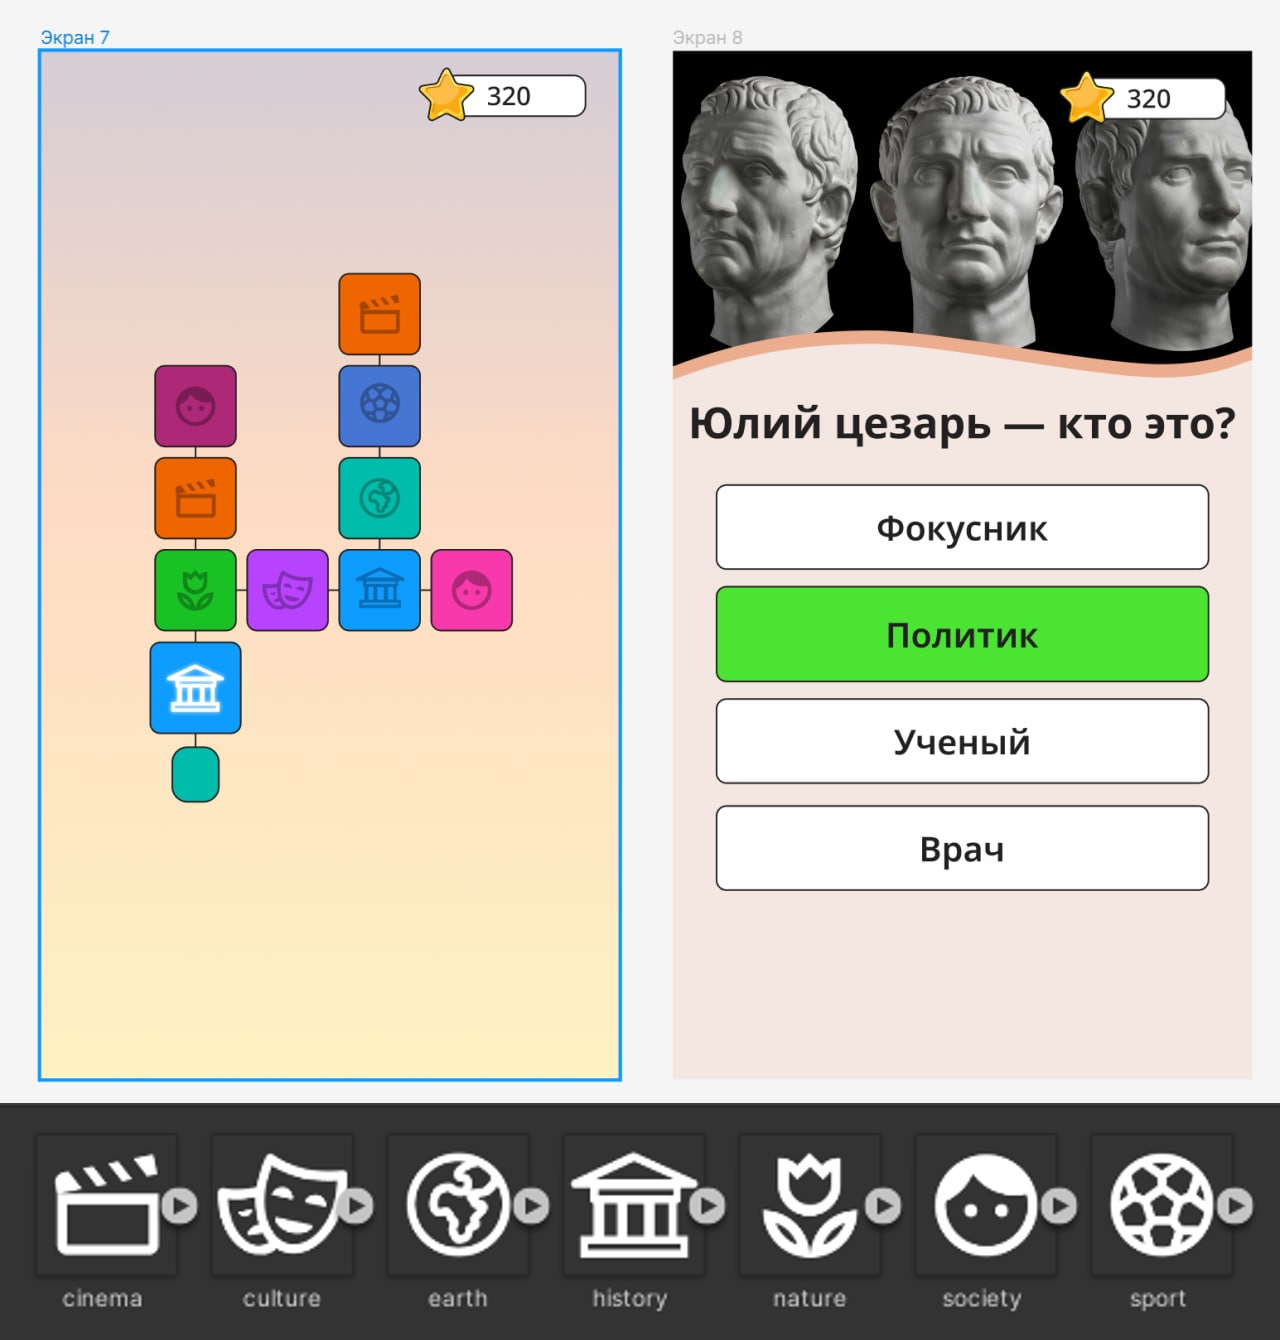 Экран 7
320
Экран 8
320
Юлий цезарь — кто это?
Фокусник
Политик
Ученый
Врач
cinema
culture
earth
history
nature
society
sport